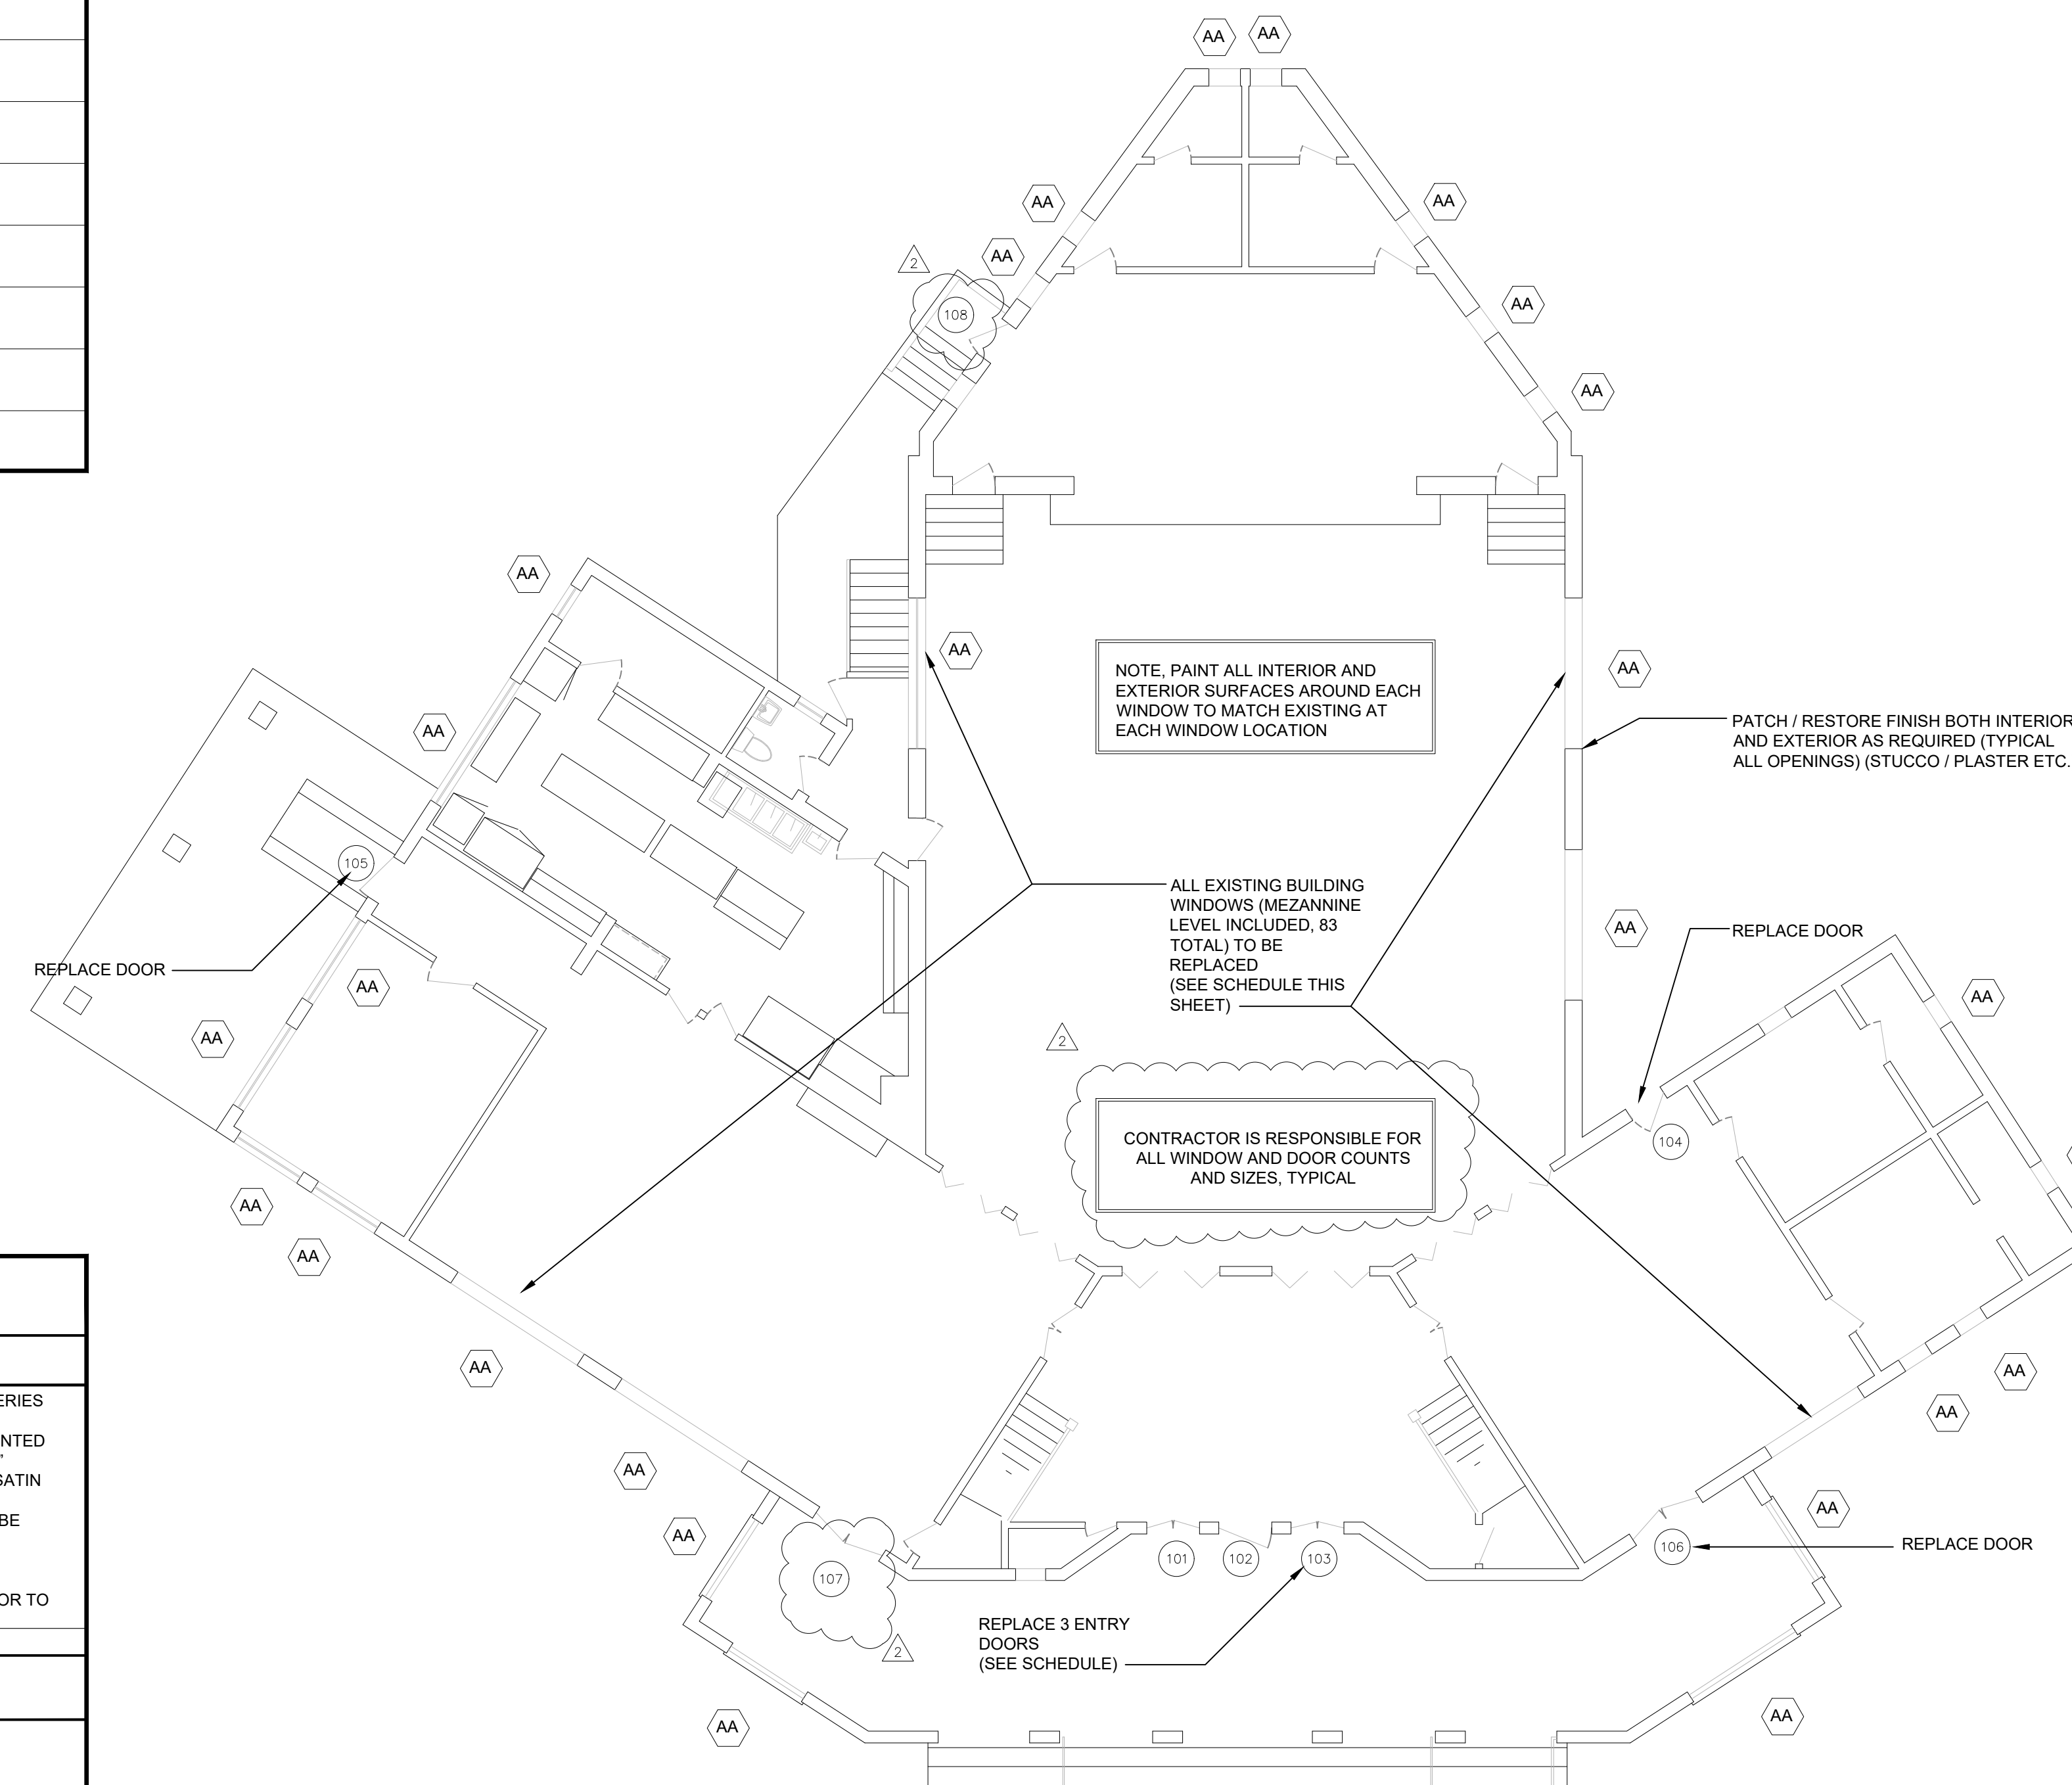 AA
AA
AA
AA
AA
AA
2
108
AA
AA
AA
AA
NOTE, PAINT ALL INTERIOR AND
EXTERIOR SURFACES AROUND EACH
WINDOW TO MATCH EXISTING AT
EACH WINDOW LOCATION
AA
PATCH / RESTORE FINISH BOTH INTERIOR
AND EXTERIOR AS REQUIRED (TYPICAL
ALL OPENINGS) (STUCCO / PLASTER ETC.
AA
105
REPLACE DOOR
AA
AA
ALL EXISTING BUILDING
WINDOWS (MEZANNINE
LEVEL INCLUDED, 83
TOTAL) TO BE
REPLACED
(SEE SCHEDULE THIS
SHEET)
AA
REPLACE DOOR
AA
2
CONTRACTOR IS RESPONSIBLE FOR
ALL WINDOW AND DOOR COUNTS
AND SIZES, TYPICAL
104
AA
AA
AA
AA
AA
ERIES
NTED
"
SATIN
BE
OR TO
AA
AA
AA
107
2
101
102
103
106
REPLACE DOOR
REPLACE 3 ENTRY
DOORS
(SEE SCHEDULE)
AA
AA